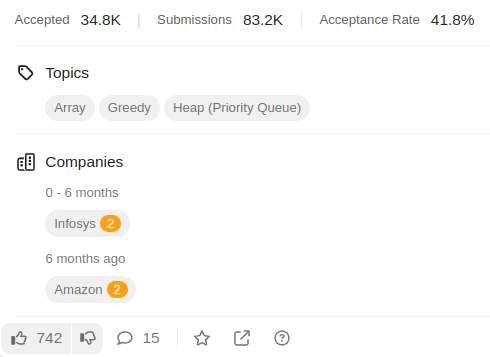 Accepted 34.8K Submissions 83.2K Acceptance Rate 41.8%
Topics
Array Greedy Heap (Priority Queue)
Companies
0 - 6 months
Infosys 2
6 months ago
Amazon 2
742 15